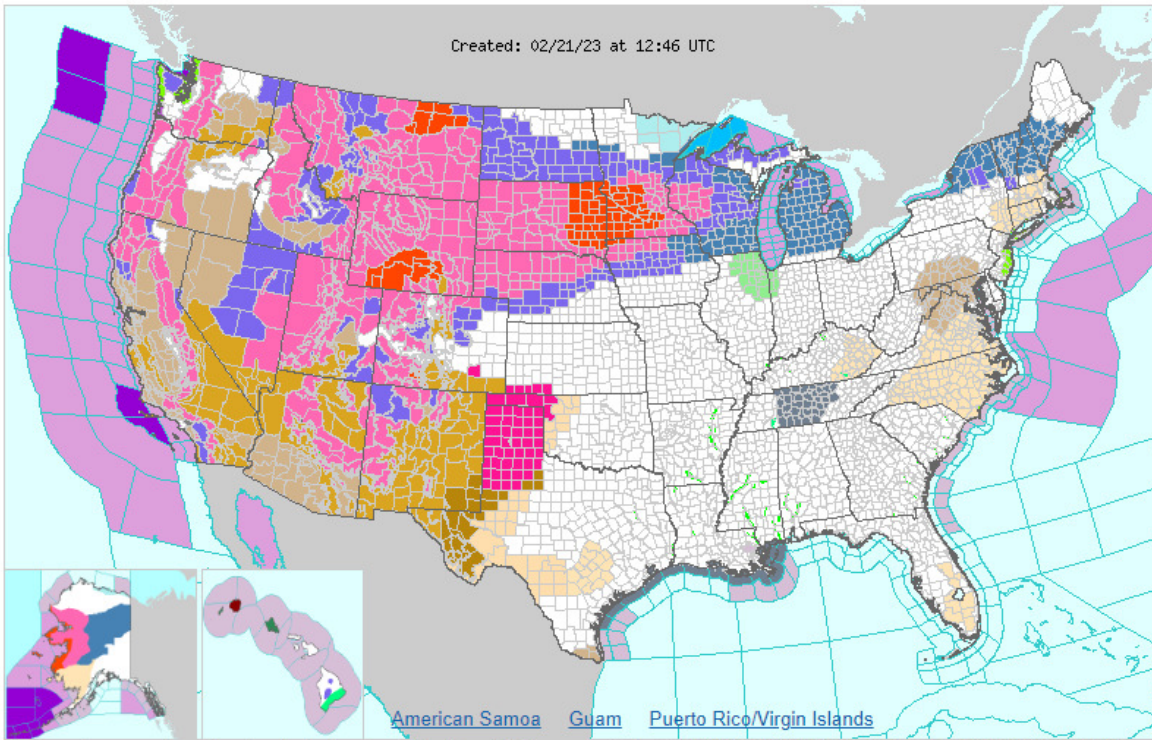 Created: 02/21/23 at 12:46 UTC
American Samoa Guam Puerto Rico/Virgin Islands